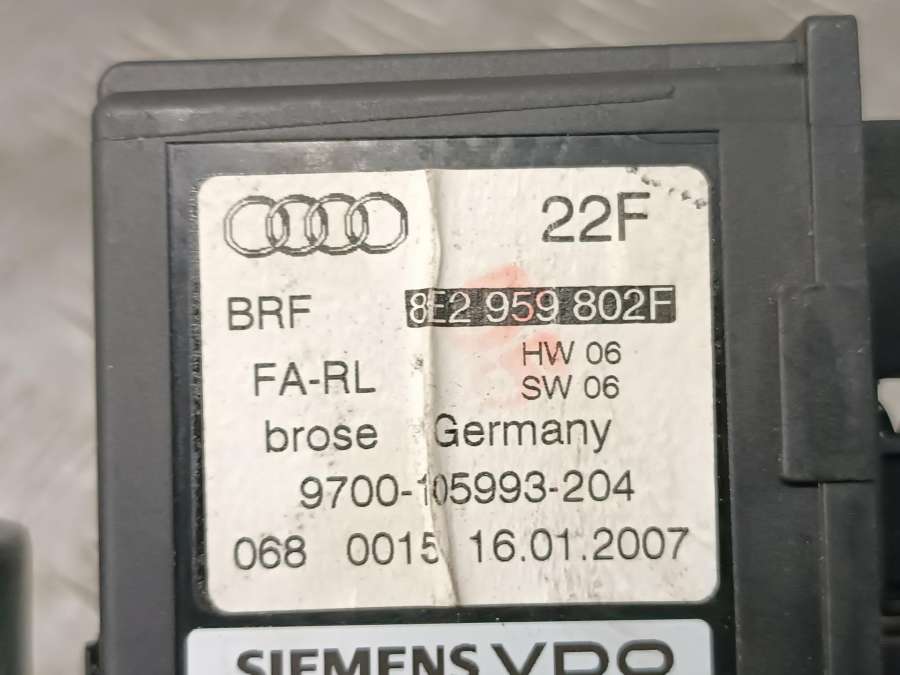 22F
BRF 8E2 959 802F
HW 06
FA-RL
SW 06
brose Germany
9700-105993-204
068 0015 16.01.2007
SIEMENS VDO